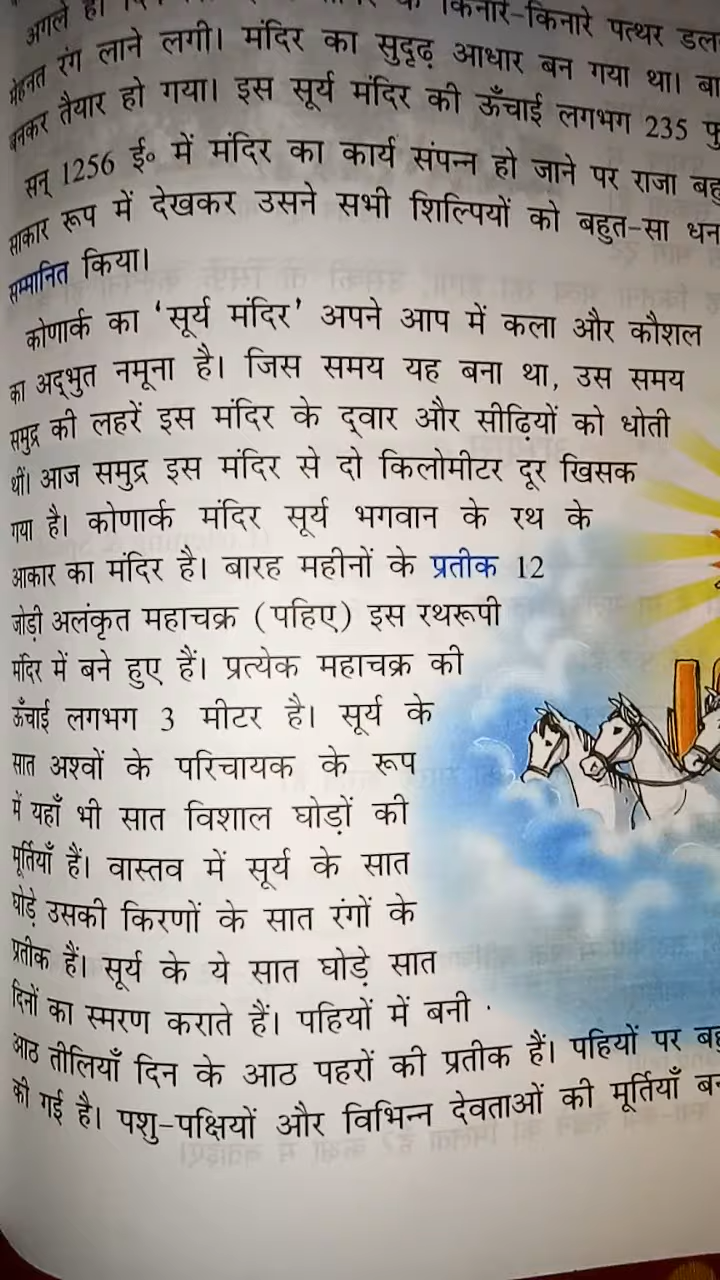 अगले ही किनारे-किनारे पत्थर
मेहनत रंग लाने लगी। मंदिर का सुदृढ़ आधार बन गया था।
बनकर तैयार हो गया। इस सूर्य मंदिर की ऊँचाई लगभग 235
सन् 1256 ई० में मंदिर का कार्य संपन्न हो जाने पर राजा
साकार रूप में देखकर उसने सभी शिल्पियों को बहुत-सा धन
सम्मानित किया।
कोणार्क का ‘सूर्य मंदिर’ अपने आप में कला और कौशल
का अद्भुत नमूना है। जिस समय यह बना था, उस समय
समुद्र की लहरें इस मंदिर के द्वार और सीढ़ियों को धोती
थीं। आज समुद्र इस मंदिर से दो किलोमीटर दूर खिसक
गया है। कोणार्क मंदिर सूर्य भगवान के रथ के
आकार का मंदिर है। बारह महीनों के प्रतीक 12
जोड़ी अलंकृत महाचक्र (पहिए) इस रथरूपी
मंदिर में बने हुए हैं। प्रत्येक महाचक्र की
ऊँचाई लगभग 3 मीटर है। सूर्य के
सात अश्वों के परिचायक के रूप
में यहाँ भी सात विशाल घोड़ों की
मूर्तियाँ हैं। वास्तव में सूर्य के सात
घोड़े उसकी किरणों के सात रंगों के
प्रतीक हैं। सूर्य के ये सात घोड़े सात
दिनों का स्मरण कराते हैं। पहियों में बनी
आठ तीलियाँ दिन के आठ पहरों की प्रतीक हैं। पहियों पर
की गई है। पशु-पक्षियों और विभिन्न देवताओं की मूर्तियाँ